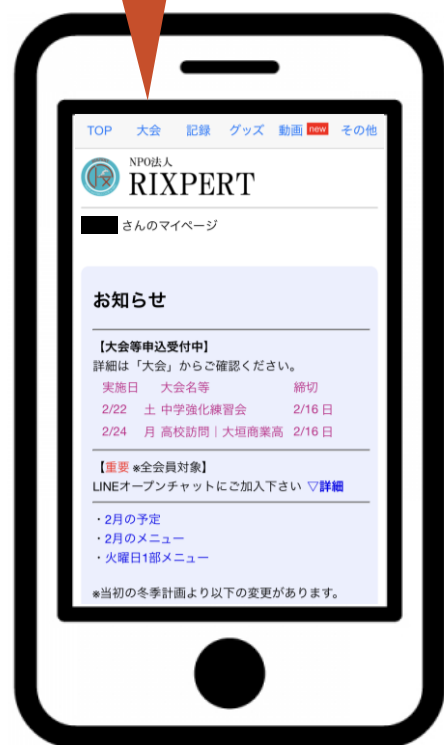 TOP 大会 記録 グッズ 動画 new その他
NPO法人
RIXPERT
さんのマイページ
お知らせ
【大会等申込受付中】
詳細は「大会」からご確認ください。
実施日 大会名等 締切
2/22 土 中学強化練習会 2/16 日
2/24 月 高校訪問｜大垣商業高 2/16 日
【重要 ※全会員対象】
LINEオープンチャットにご加入下さい ▽詳細
・2月の予定
・2月のメニュー
・火曜日1部メニュー
※当初の冬季計画より以下の変更があります。